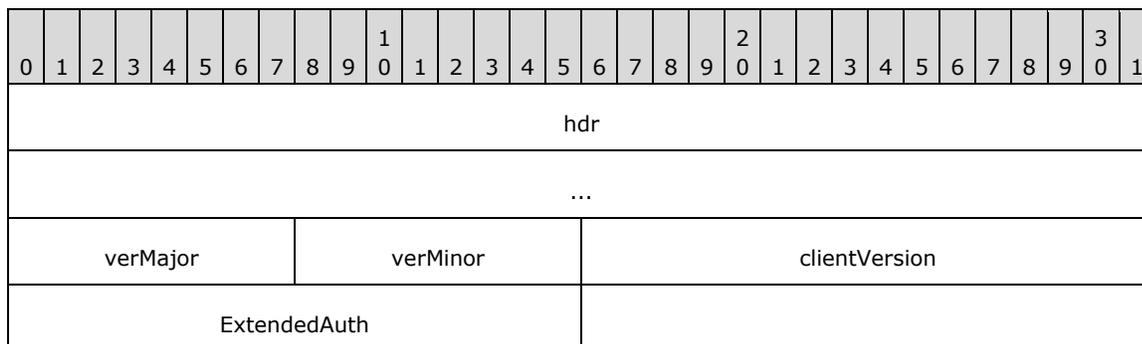 1 2 3
0 1 2 3 4 5 6 7 8 9 0 1 2 3 4 5 6 7 8 9 0 1 2 3 4 5 6 7 8 9 0 1
hdr
...
verMajor verMinor clientVersion
ExtendedAuth